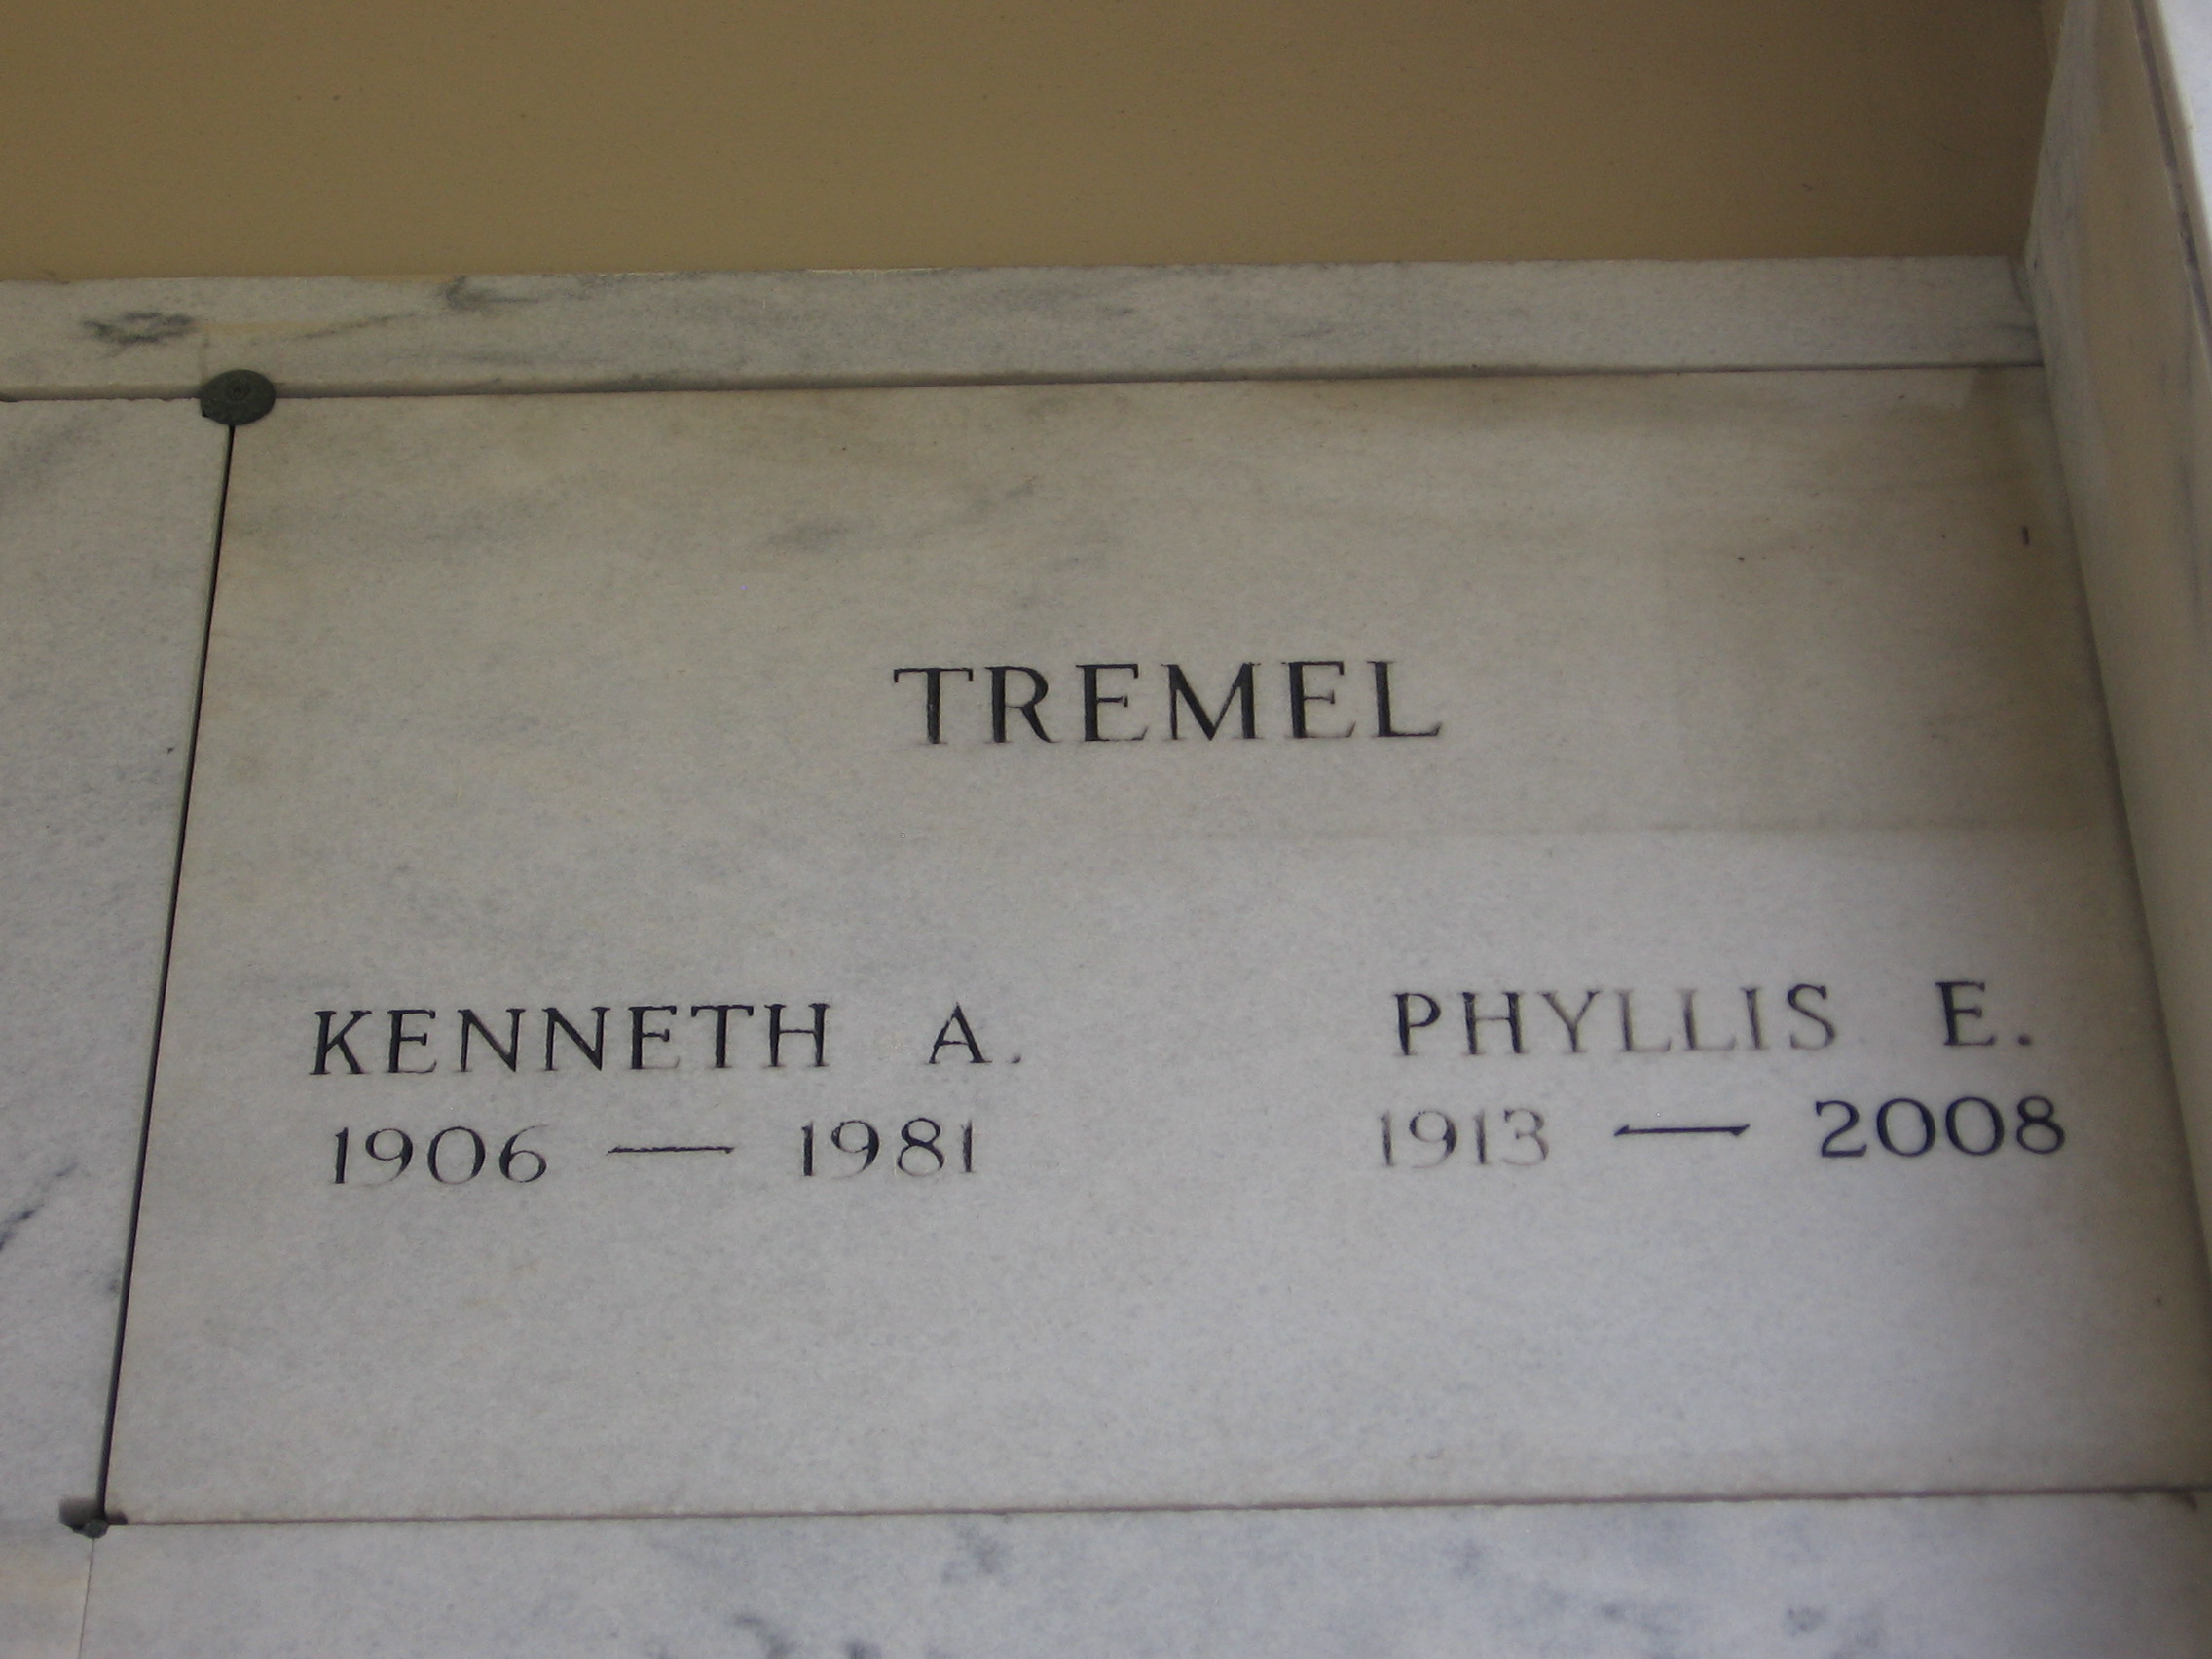 TREMEL
KENNETH A. PHYLLIS E.
1906 — 1981 1913 — 2008